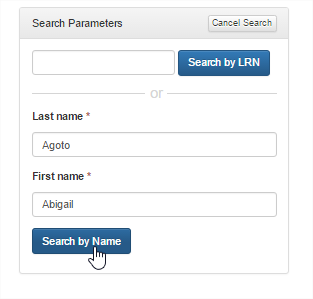 Search Parameters
Cancel Search
Search by LRN
or
Last name *
Agoto
First name *
Abigail
Search by Name